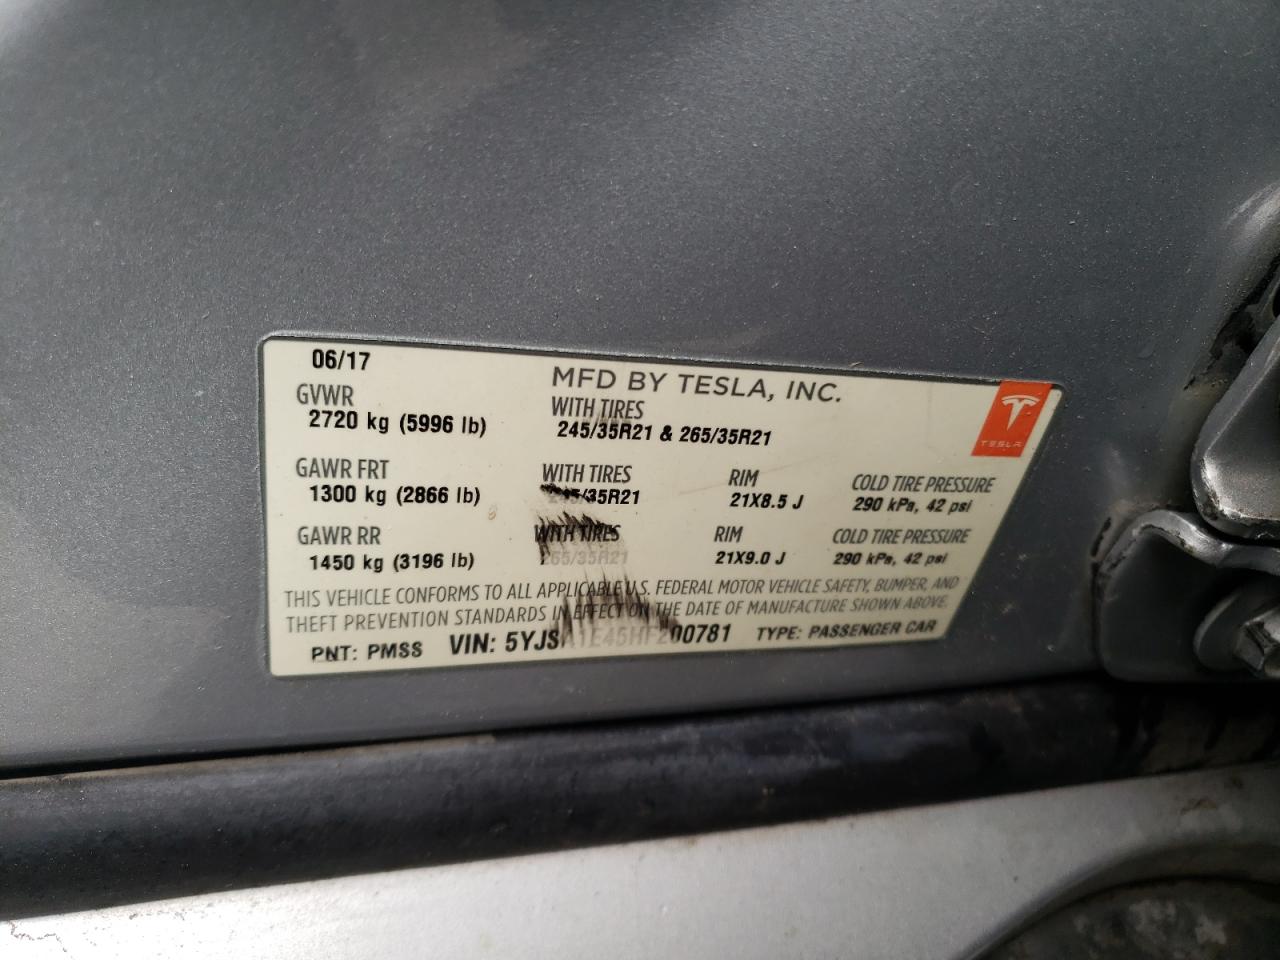 06/17
MFD BY TESLA, INC.
GVWR
2720 kg (5996 lb)
WITH TIRES
245/35R21 & 265/35R21
TESLA
GAWR FRT
1300 kg (2866 lb)
WITH TIRES
245/35R21
RIM
21X8.5 J
COLD TIRE PRESSURE
290 kPa, 42 psi
GAWR RR
1450 kg (3196 lb)
WITH TIRES
265/35R21
RIM
21X9.0 J
COLD TIRE PRESSURE
290 kPa, 42 psi
THIS VEHICLE CONFORMS TO ALL APPLICABLE U.S. FEDERAL MOTOR VEHICLE SAFETY, BUMPER, AND
THEFT PREVENTION STANDARDS IN EFFECT ON THE DATE OF MANUFACTURE SHOWN ABOVE.
PNT: PMSS VIN: 5YJSA1E45HF200781 TYPE: PASSENGER CAR